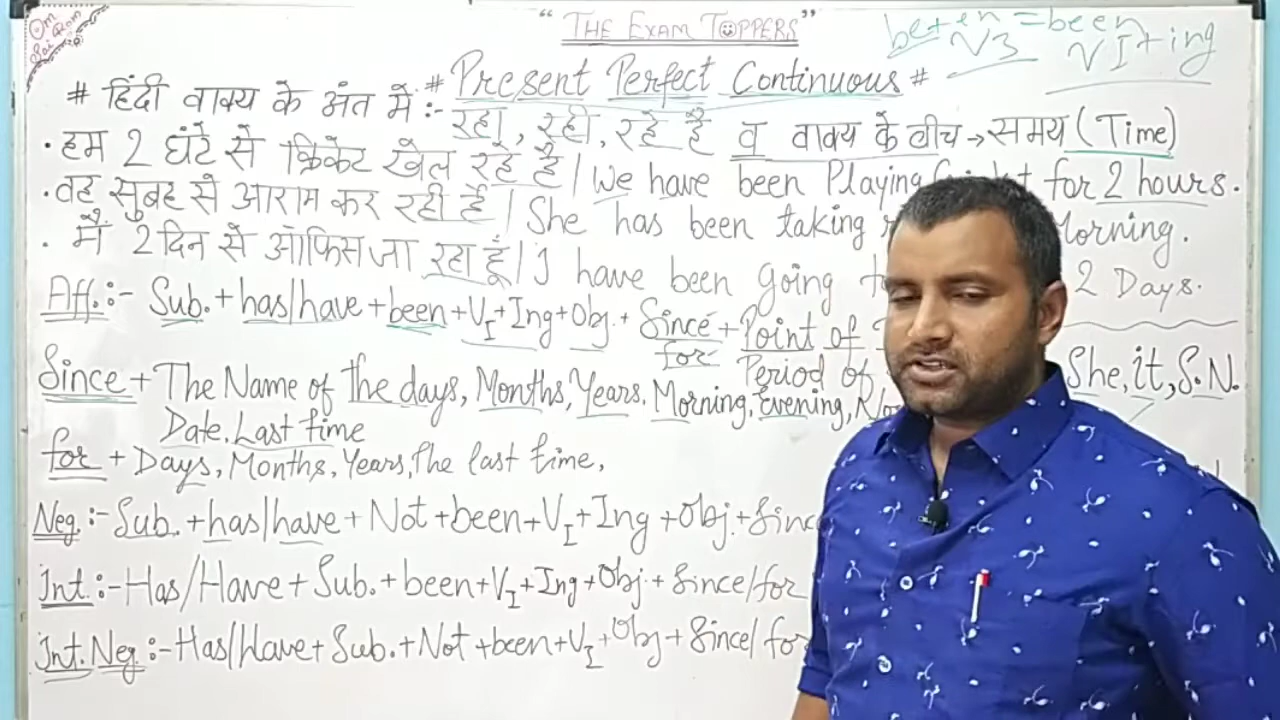 Om
Sai Ram
"THE EXAM TOPPERS"
be+en = been
V3 VI+ing
# Present Perfect Continuous #
# हिंदी वाक्य के अंत में :- रहा, रही, रहे हैं व वाक्य के बीच → समय (Time)
• हम 2 घंटे से क्रिकेट खेल रहे हैं | We have been Playing for 2 hours.
• वह सुबह से आराम कर रही है | She has been taking Morning.
• मैं 2 दिन से ऑफिस जा रहा हूँ | I have been going 2 Days.
Aff. :- Sub. + has/have + been + VI + Ing + Obj. + Since + Point of
for Period of
Since + The Name of the days, Months, Years, Morning, Evening,
She, it, S.N.
Date, Last time
for + Days, Months, Years, The last time,
Neg :- Sub. + has/have + Not + been + VI + Ing + Obj. + Sinc
Int. :- Has/Have + Sub. + been + VI + Ing + Obj. + Since/for
Int. Neg. :- Has/Have + Sub. + Not + been + VI + Obj + Since/for